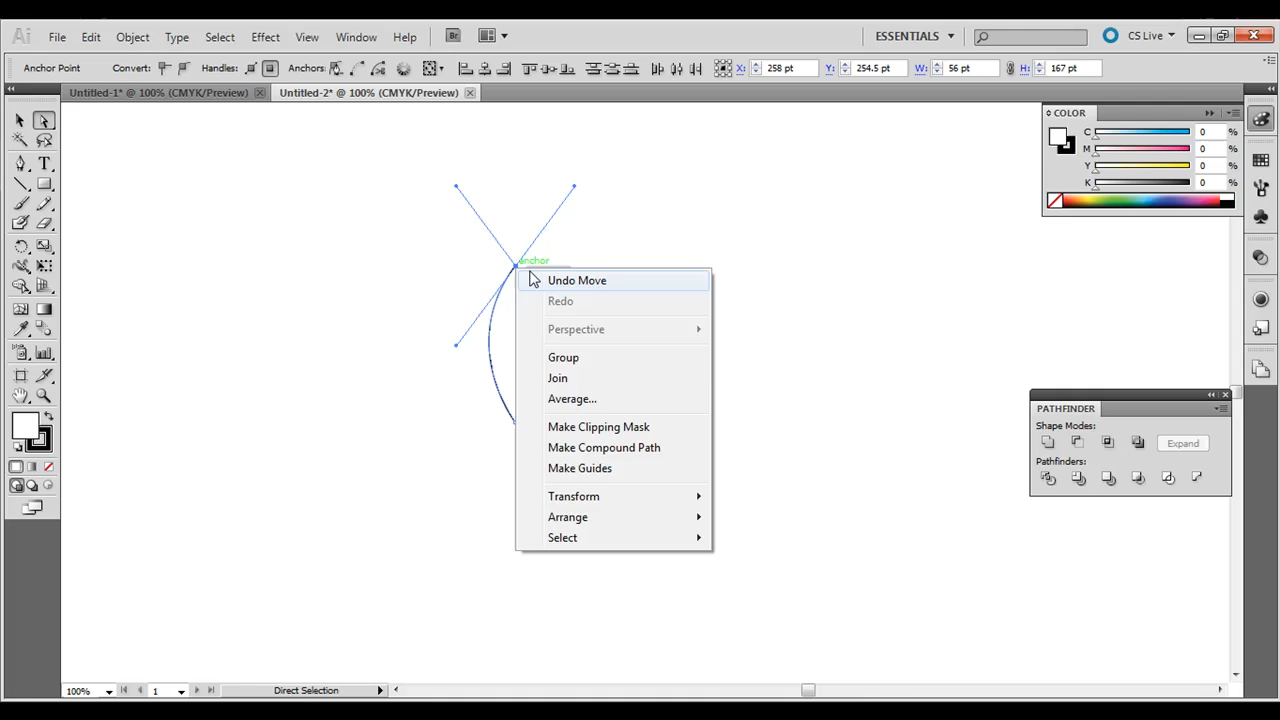 Ai File Edit Object Type Select Effect View Window Help Br ESSENTIALS CS Live
Anchor Point Convert: Handles: Anchors: X: 258 pt Y: 254.5 pt W: 56 pt H: 167 pt
Untitled-1* @ 100% (CMYK/Preview) Untitled-2* @ 100% (CMYK/Preview)
COLOR
C 0 %
M 0 %
Y 0 %
K 0 %
anchor
Undo Move
Redo
Perspective
Group
Join
Average...
Make Clipping Mask
Make Compound Path
Make Guides
Transform
Arrange
Select
PATHFINDER
Shape Modes:
Expand
Pathfinders:
100% 1 Direct Selection